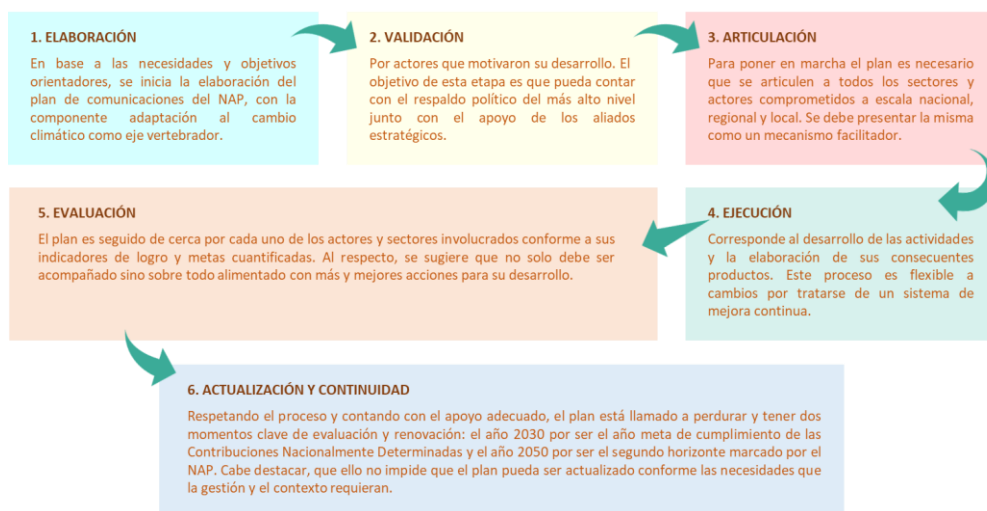 1. ELABORACIÓN
En base a las necesidades y objetivos
orientadores, se inicia la elaboración del
plan de comunicaciones del NAP, con la
componente adaptación al cambio
climático como eje vertebrador.
2. VALIDACIÓN
Por actores que motivaron su desarrollo. El
objetivo de esta etapa es que pueda contar
con el respaldo político del más alto nivel
junto con el apoyo de los aliados
estratégicos.
3. ARTICULACIÓN
Para poner en marcha el plan es necesario
que se articulen a todos los sectores y
actores comprometidos a escala nacional,
regional y local. Se debe presentar la misma
como un mecanismo facilitador.
4. EJECUCIÓN
Corresponde al desarrollo de las actividades
y la elaboración de sus consecuentes
productos. Este proceso es flexible a
cambios por tratarse de un sistema de
mejora continua.
5. EVALUACIÓN
El plan es seguido de cerca por cada uno de los actores y sectores involucrados conforme a sus
indicadores de logro y metas cuantificadas. Al respecto, se sugiere que no solo debe ser
acompañado sino sobre todo alimentado con más y mejores acciones para su desarrollo.
6. ACTUALIZACIÓN Y CONTINUIDAD
Respetando el proceso y contando con el apoyo adecuado, el plan está llamado a perdurar y tener dos
momentos clave de evaluación y renovación: el año 2030 por ser el año meta de cumplimiento de las
Contribuciones Nacionalmente Determinadas y el año 2050 por ser el segundo horizonte marcado por el
NAP. Cabe destacar, que ello no impide que el plan pueda ser actualizado conforme las necesidades que
la gestión y el contexto requieran.